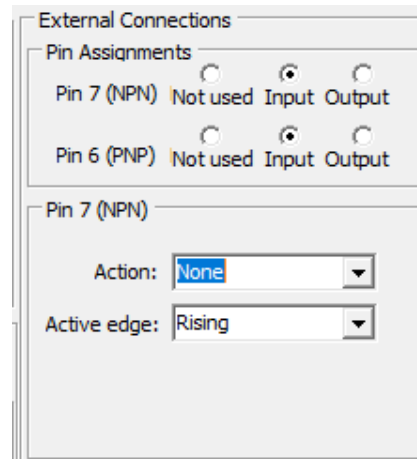 External Connections
Pin Assignments
Pin 7 (NPN) Not used Input Output
Pin 6 (PNP) Not used Input Output
Pin 7 (NPN)
Action: None
Active edge: Rising